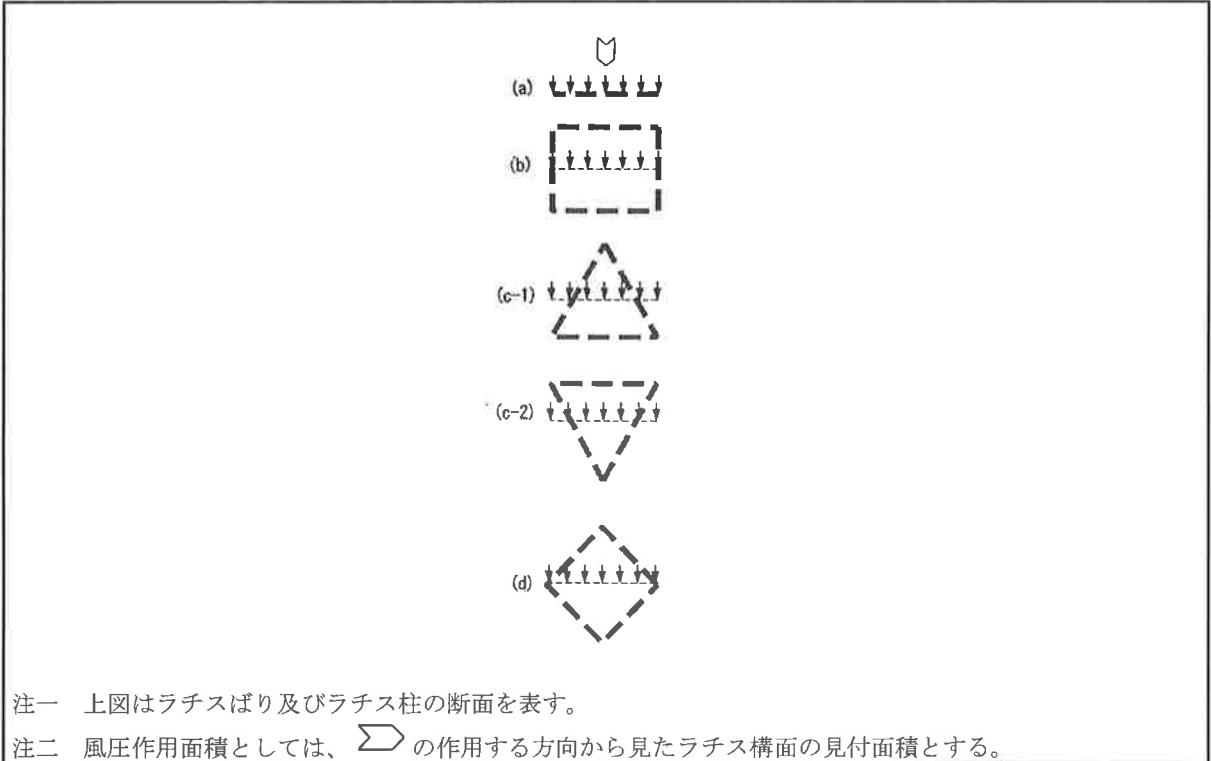 (a)
(b)
(c-1)
(c-2)
(d)
注一　上図はラチスばり及びラチス柱の断面を表す。
注二　風圧作用面積としては、 の作用する方向から見たラチス構面の見付面積とする。